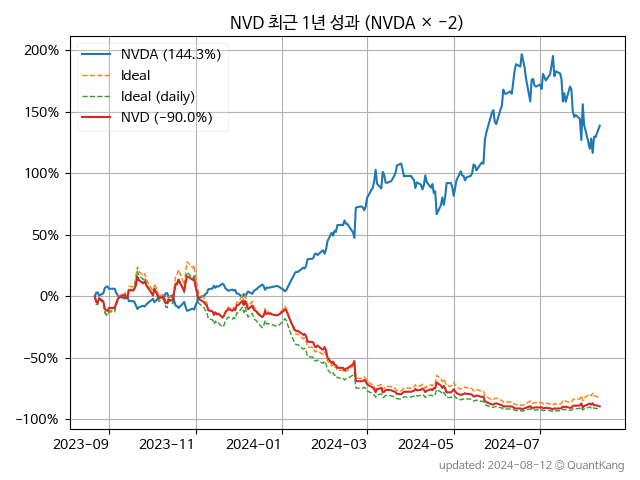 NVD 최근 1년 성과 (NVDA × −2)
200%
150%
100%
50%
0%
−50%
−100%
NVDA (144.3%)
Ideal
Ideal (daily)
NVD (−90.0%)
2023−09
2023−11
2024−01
2024−03
2024−05
2024−07
updated: 2024−08−12 © QuantKang